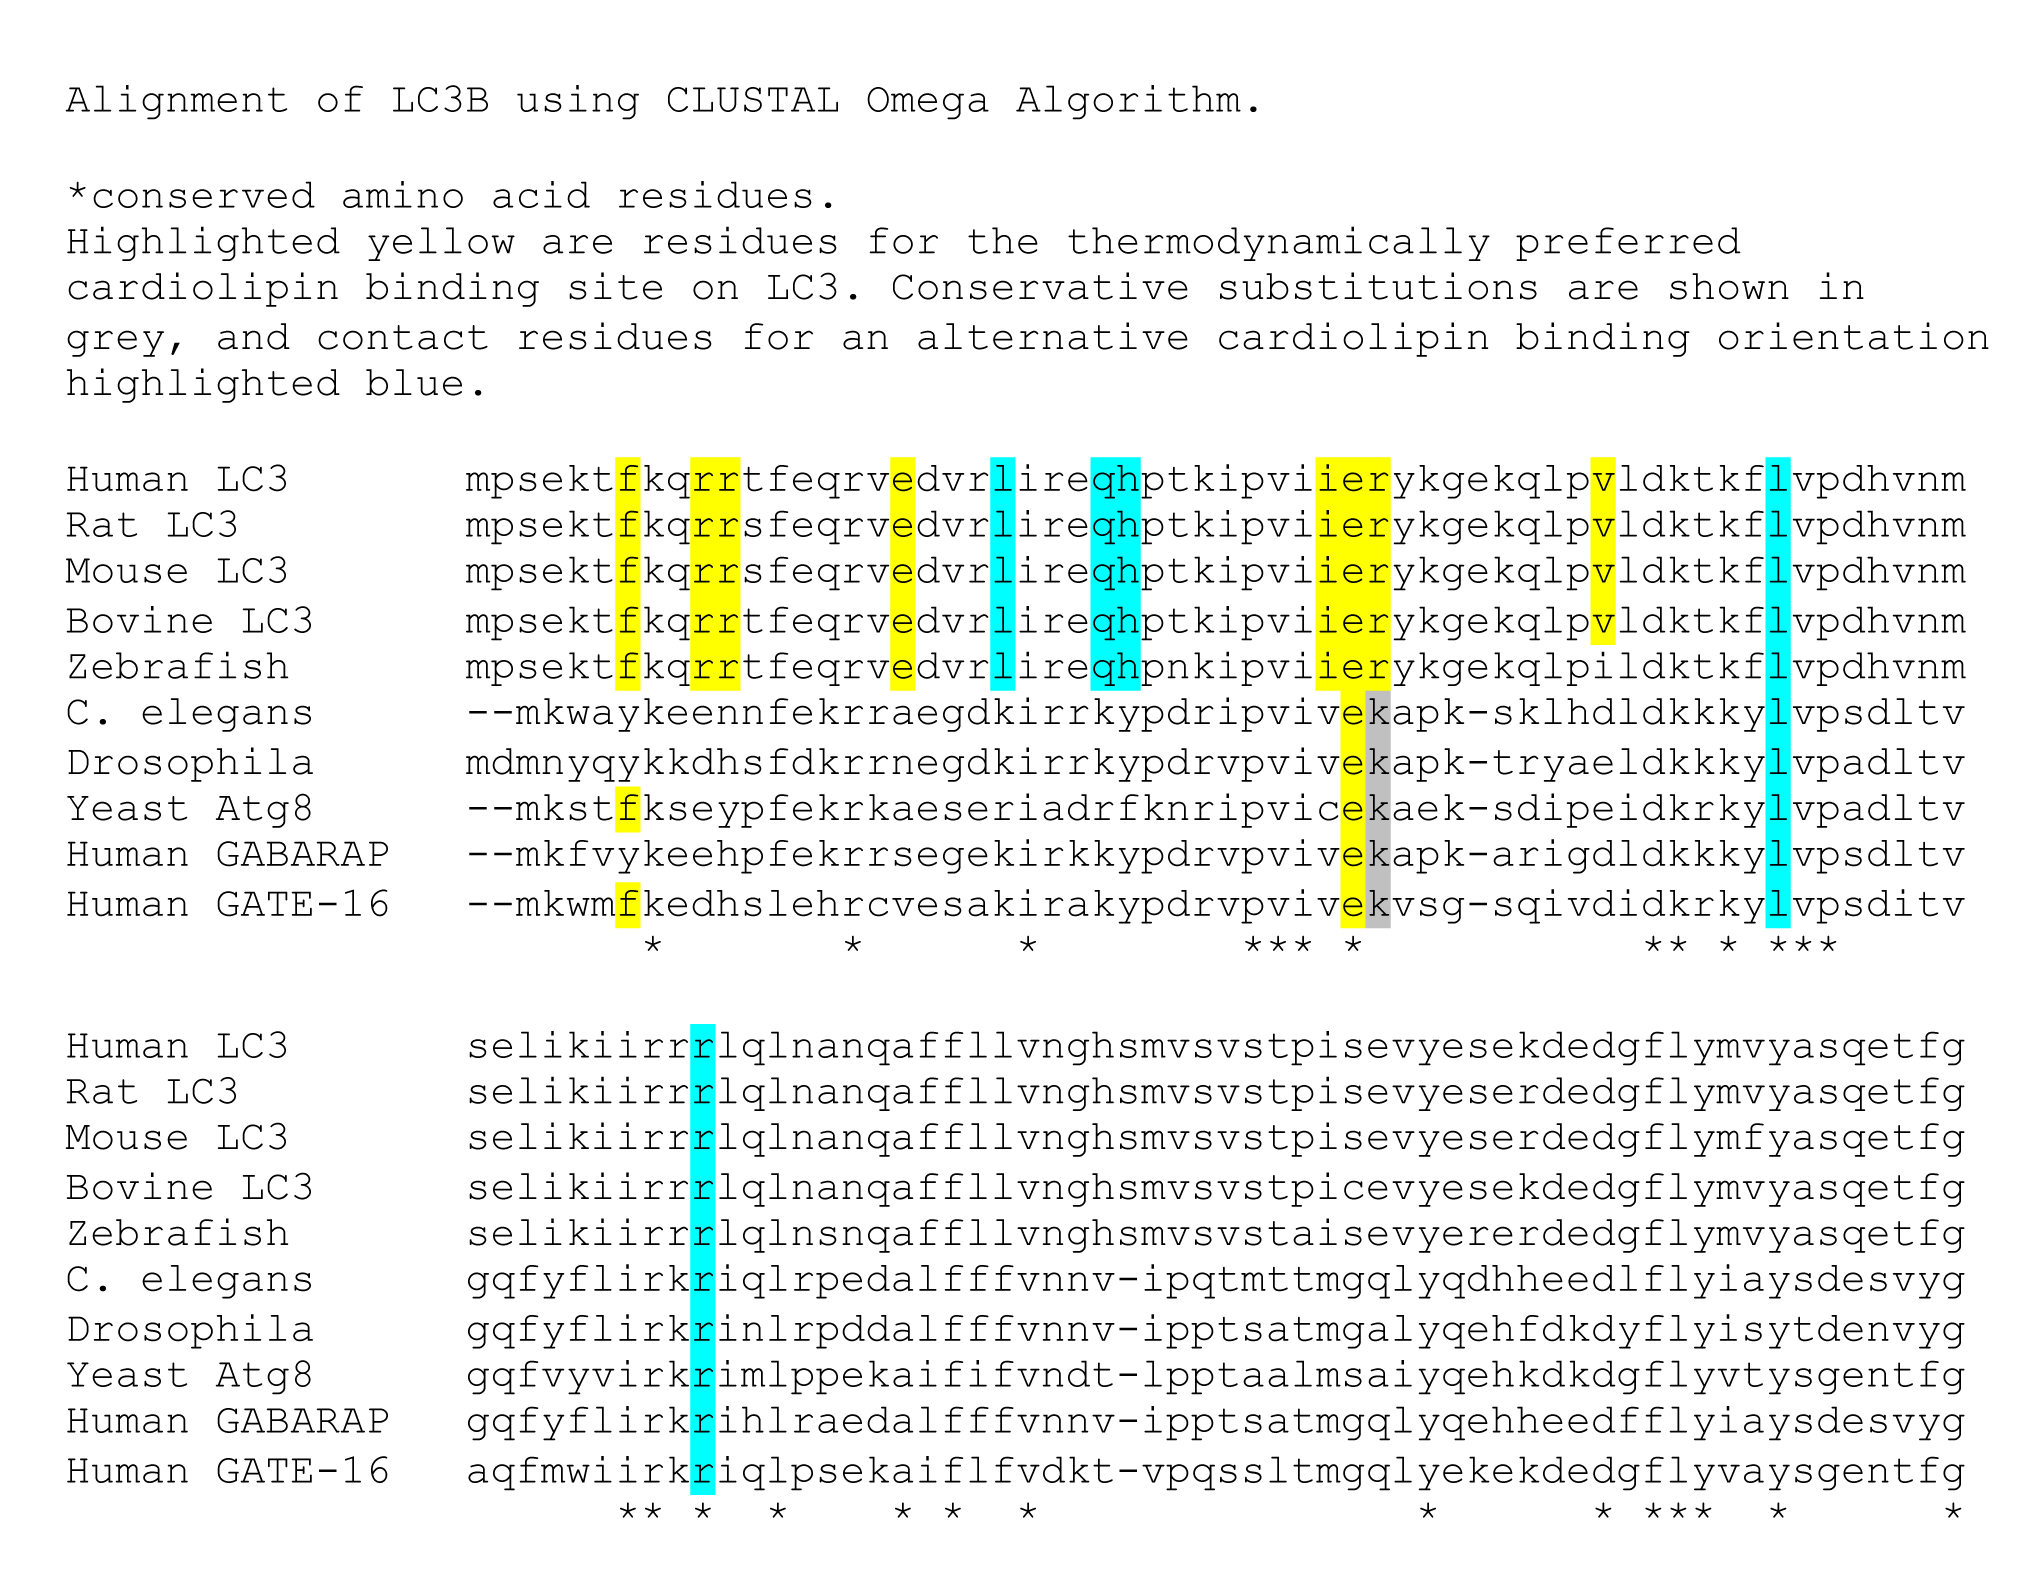 Alignment of LC3B using CLUSTAL Omega Algorithm.
*conserved amino acid residues.
Highlighted yellow are residues for the thermodynamically preferred
cardiolipin binding site on LC3. Conservative substitutions are shown in
grey, and contact residues for an alternative cardiolipin binding orientation
highlighted blue.
Human LC3       mpsektfkqrrtfeqrvedvrlireqhptkipviierykgekqlpvldktkflvpdhvnm
Rat LC3         mpsektfkqrrsfeqrvedvrlireqhptkipviierykgekqlpvldktkflvpdhvnm
Mouse LC3       mpsektfkqrrsfeqrvedvrlireqhptkipviierykgekqlpvldktkflvpdhvnm
Bovine LC3      mpsektfkqrrtfeqrvedvrlireqhptkipviierykgekqlpvldktkflvpdhvnm
Zebrafish       mpsektfkqrrtfeqrvedvrlireqhpnkipviierykgekqlpildktkflvpdhvnm
C. elegans      --mkwaykeennfekrraegdkirrkypdripvivekapk-sklhdldkkkylvpsdltv
Drosophila      mdmnyqykkdhsfdkrrnegdkirrkypdrvpvivekapk-tryaeldkkkylvpadltv
Yeast Atg8      --mkstfkseypfekrkaeseriadrfknripvicekaek-sdipeidkrkylvpadltv
Human GABARAP   --mkfvykeehpfekrrsegekirkkypdrvpvivekapk-arigdldkkkylvpsdltv
Human GATE-16   --mkwmfkedhslehrcvesakirakypdrvpvivekvsg-sqivdidkrkylvpsditv
                       *       *      *        *** *           ** * ***
Human LC3       selikiirrrlqlnanqaffllvnghsmvsvstpisevyesekdedgflymvyasqetfg
Rat LC3         selikiirrrlqlnanqaffllvnghsmvsvstpisevyeserdedgflymvyasqetfg
Mouse LC3       selikiirrrlqlnanqaffllvnghsmvsvstpisevyeserdedgflymfyasqetfg
Bovine LC3      selikiirrrlqlnanqaffllvnghsmvsvstpicevyesekdedgflymvyasqetfg
Zebrafish       selikiirrrlqlnsnqaffllvnghsmvsvstaisevyererdedgflymvyasqetfg
C. elegans      gqfyflirkriqlrpedalfffvnnv-ipqtmttmgqlyqdhheedlflyiaysdesvyg
Drosophila      gqfyflirkrinlrpddalfffvnnv-ipptsatmgalyqehfdkdyflyisytdenvyg
Yeast Atg8      gqfvyvirkrimlppekaififvndt-lpptaalmsaiyqehkdkdgflyvtysgentfg
Human GABARAP   gqfyflirkrihlraedalfffvnnv-ipptsatmgqlyqehheedfflyiaysdesvyg
Human GATE-16   aqfmwiirkriqlpsekaiflfvdkt-vpqssltmgqlyekekdedgflyvaysgentfg
                      ** *  *    * *  *               *      * ***  *      *